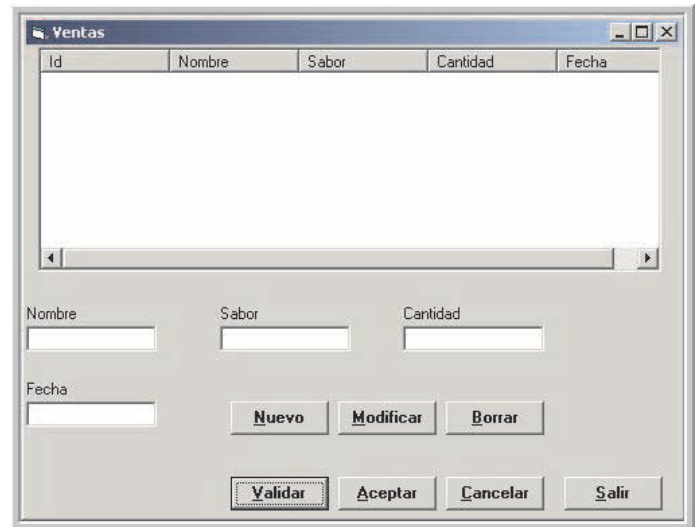 Ventas
Id Nombre Sabor Cantidad Fecha
Nombre Sabor Cantidad
Fecha
Nuevo Modificar Borrar
Validar Aceptar Cancelar Salir